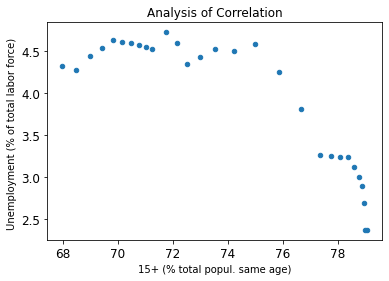 Analysis of Correlation
Unemployment (% of total labor force)
4.5
4.0
3.5
3.0
2.5
68 70 72 74 76 78
15+ (% total popul. same age)